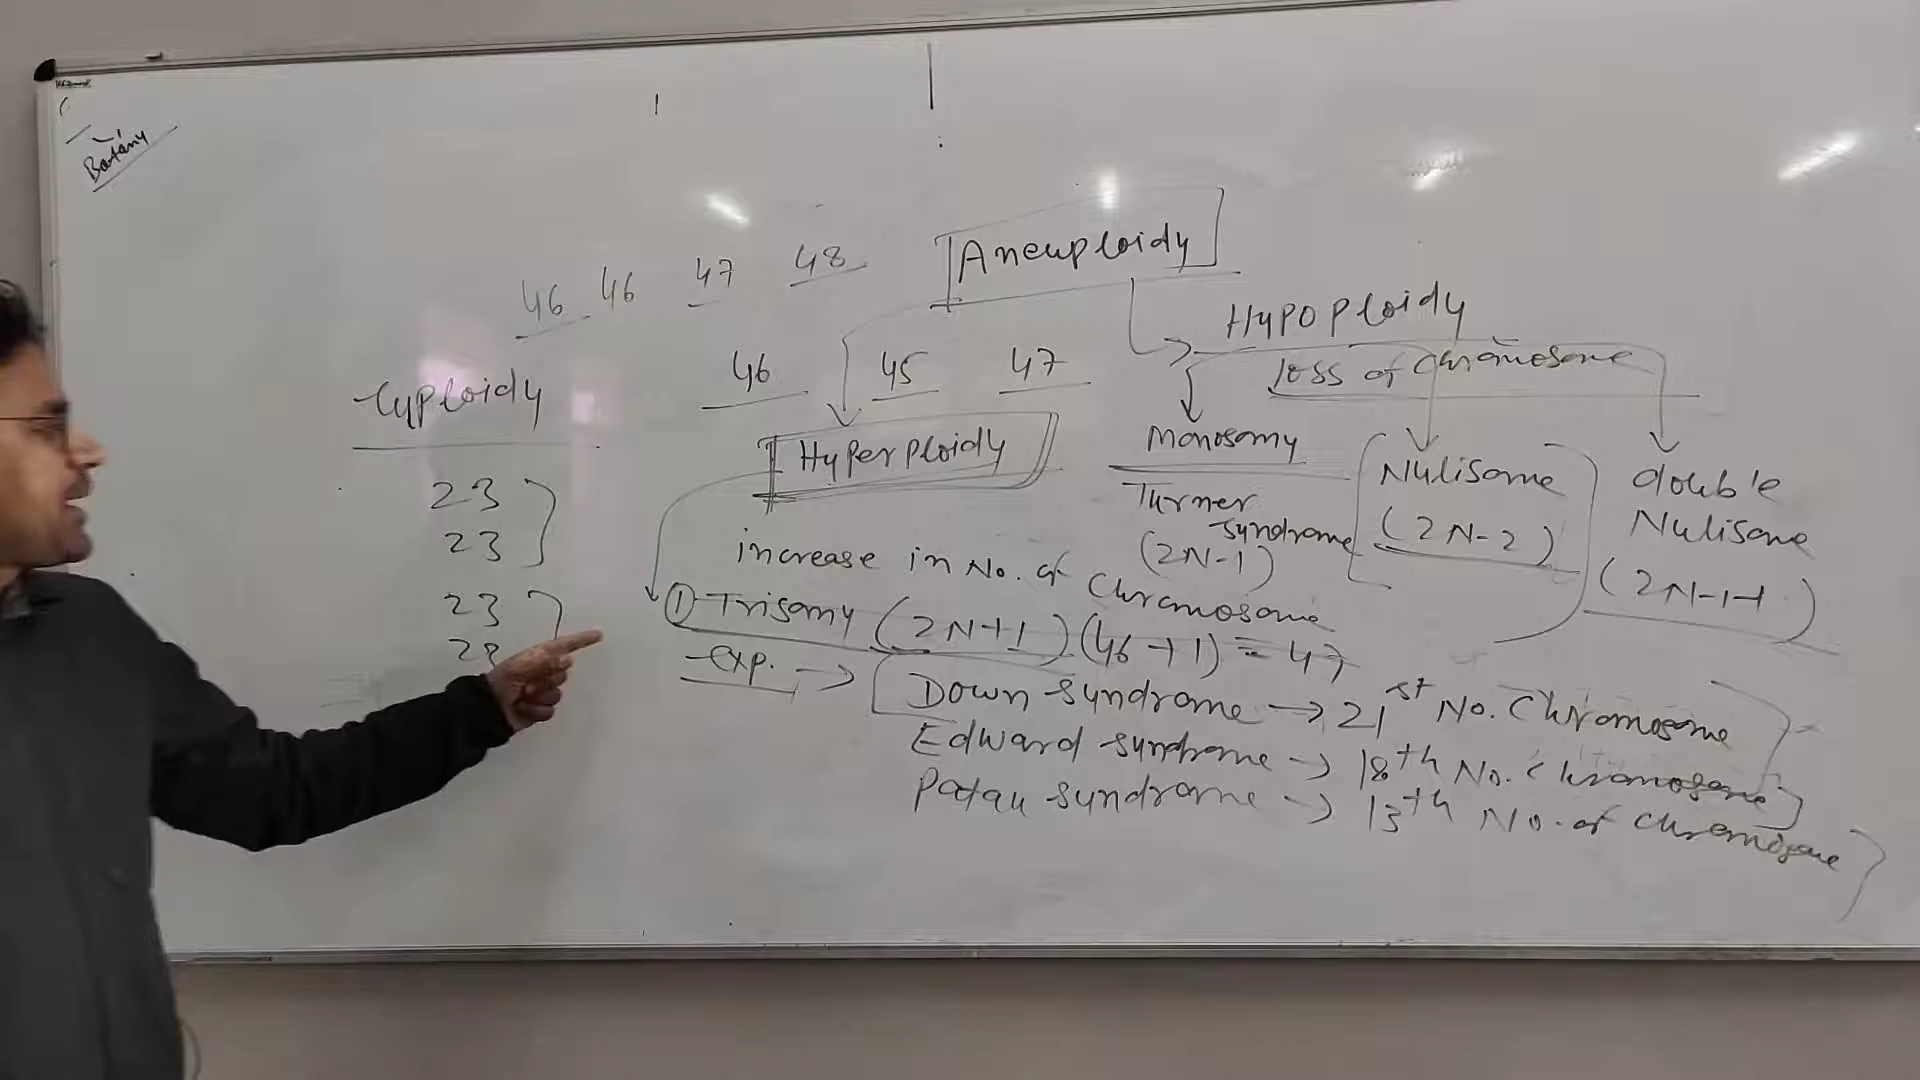 Botany
46 46 47 48
Aneuploidy
Hypoploidy
loss of chromosome
46 45 47
Euploidy
23
23
23
23
Hyperploidy
increase in No. of Chromosome
① Trisomy (2N+1) (46+1) = 47
exp. → Down syndrome → 21st No. Chromosome
Edward syndrome → 18th No. Chromosome
Patau syndrome → 13th No. of chromosome
Monosomy
Turner
syndrome
(2N-1)
Nulisome
(2N-2)
double
Nulisome
(2N-1-1)